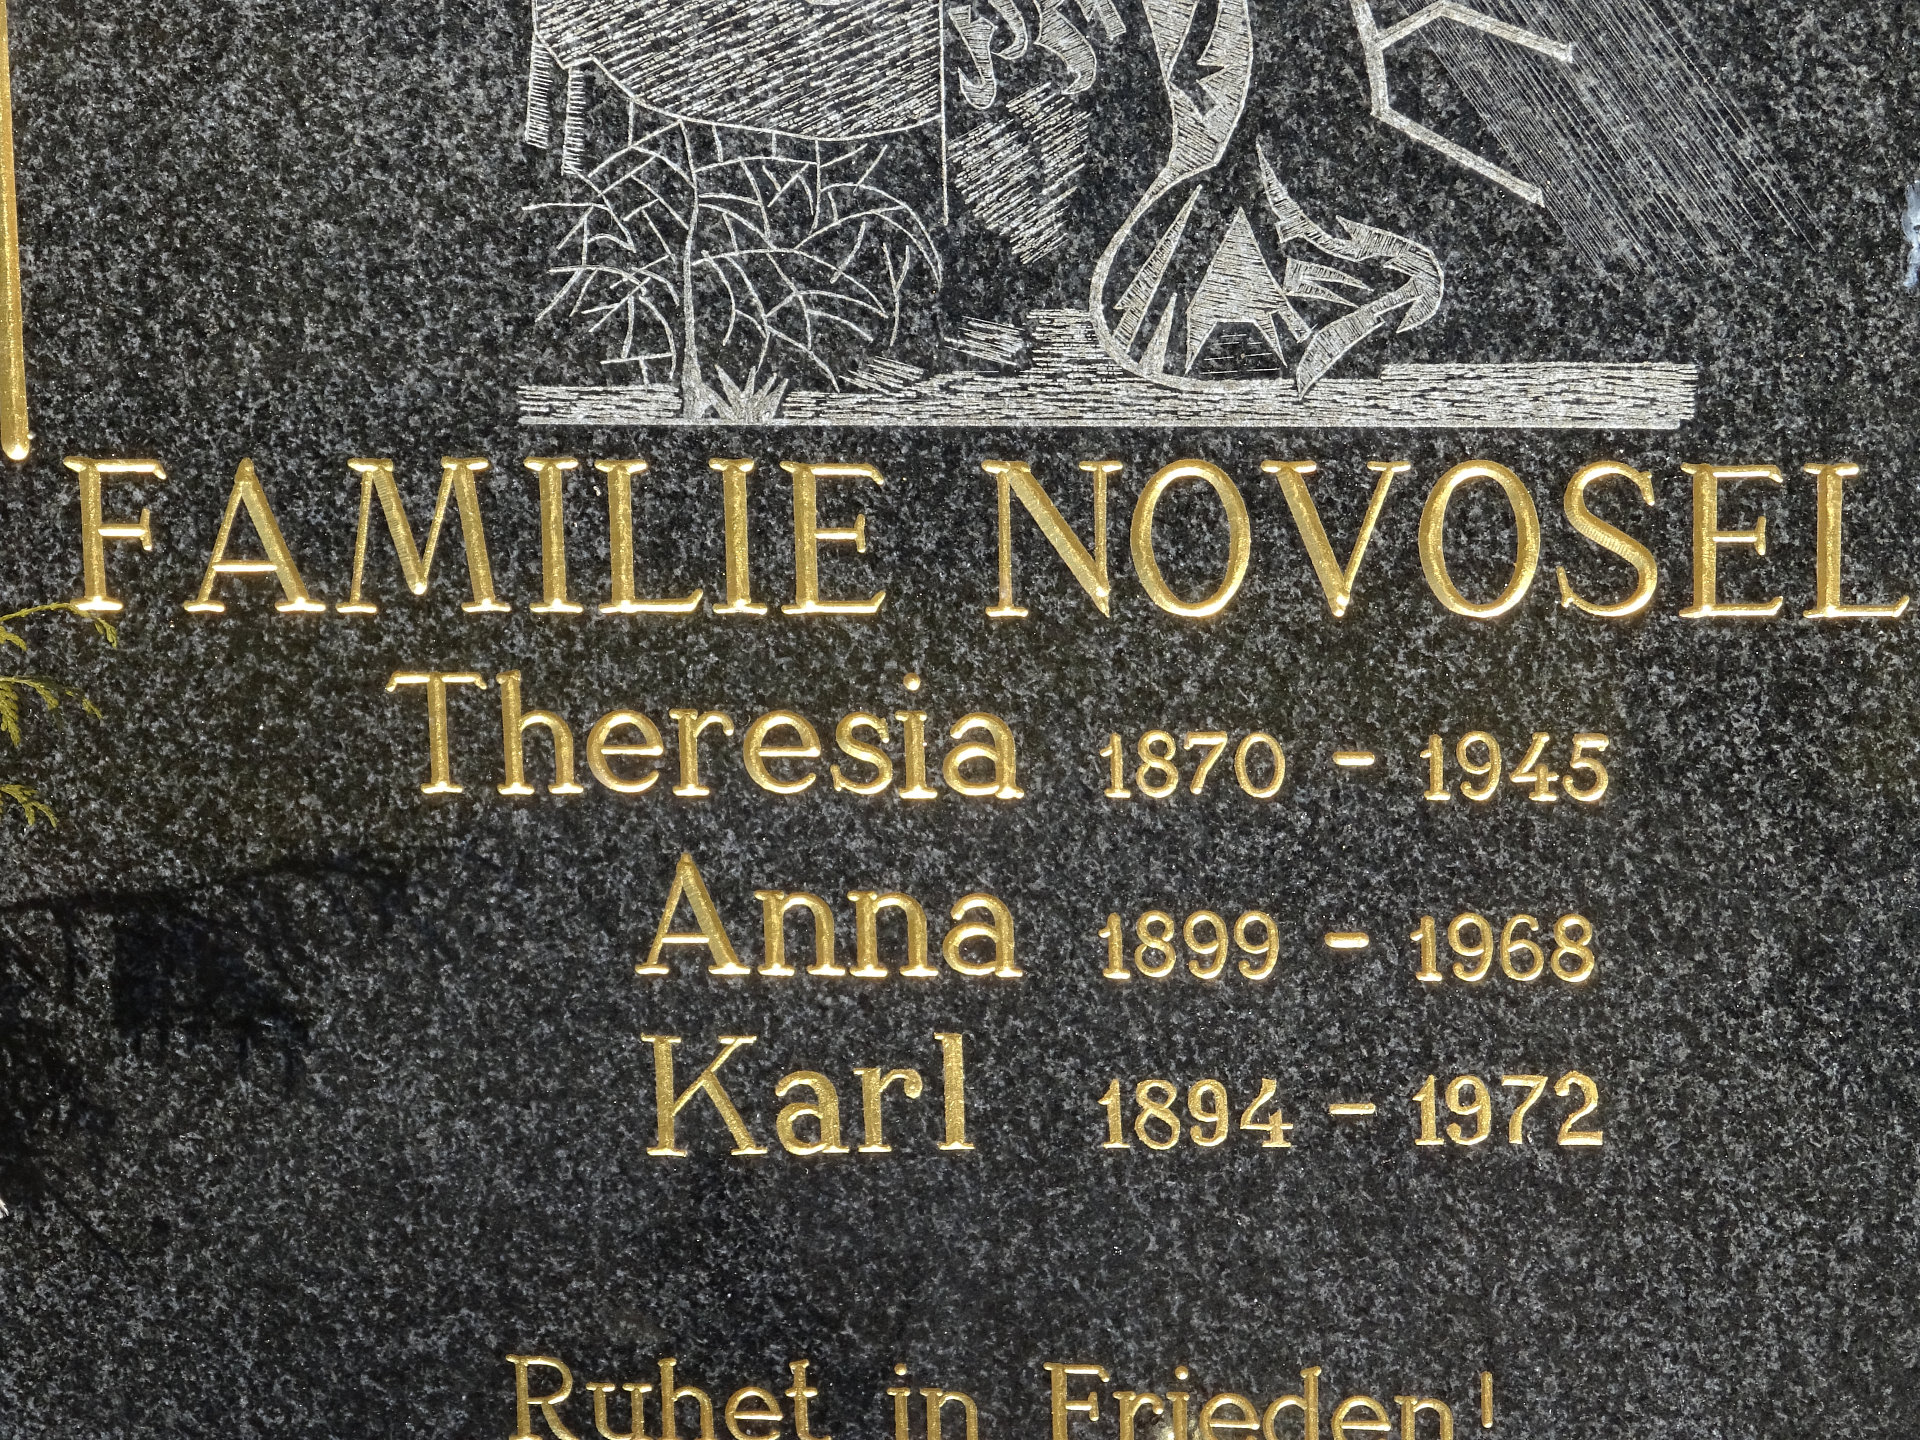 FAMILIE NOVOSEL
Theresia 1870 - 1945
Anna 1899 - 1968
Karl 1894 - 1972
Ruhet in Frieden!